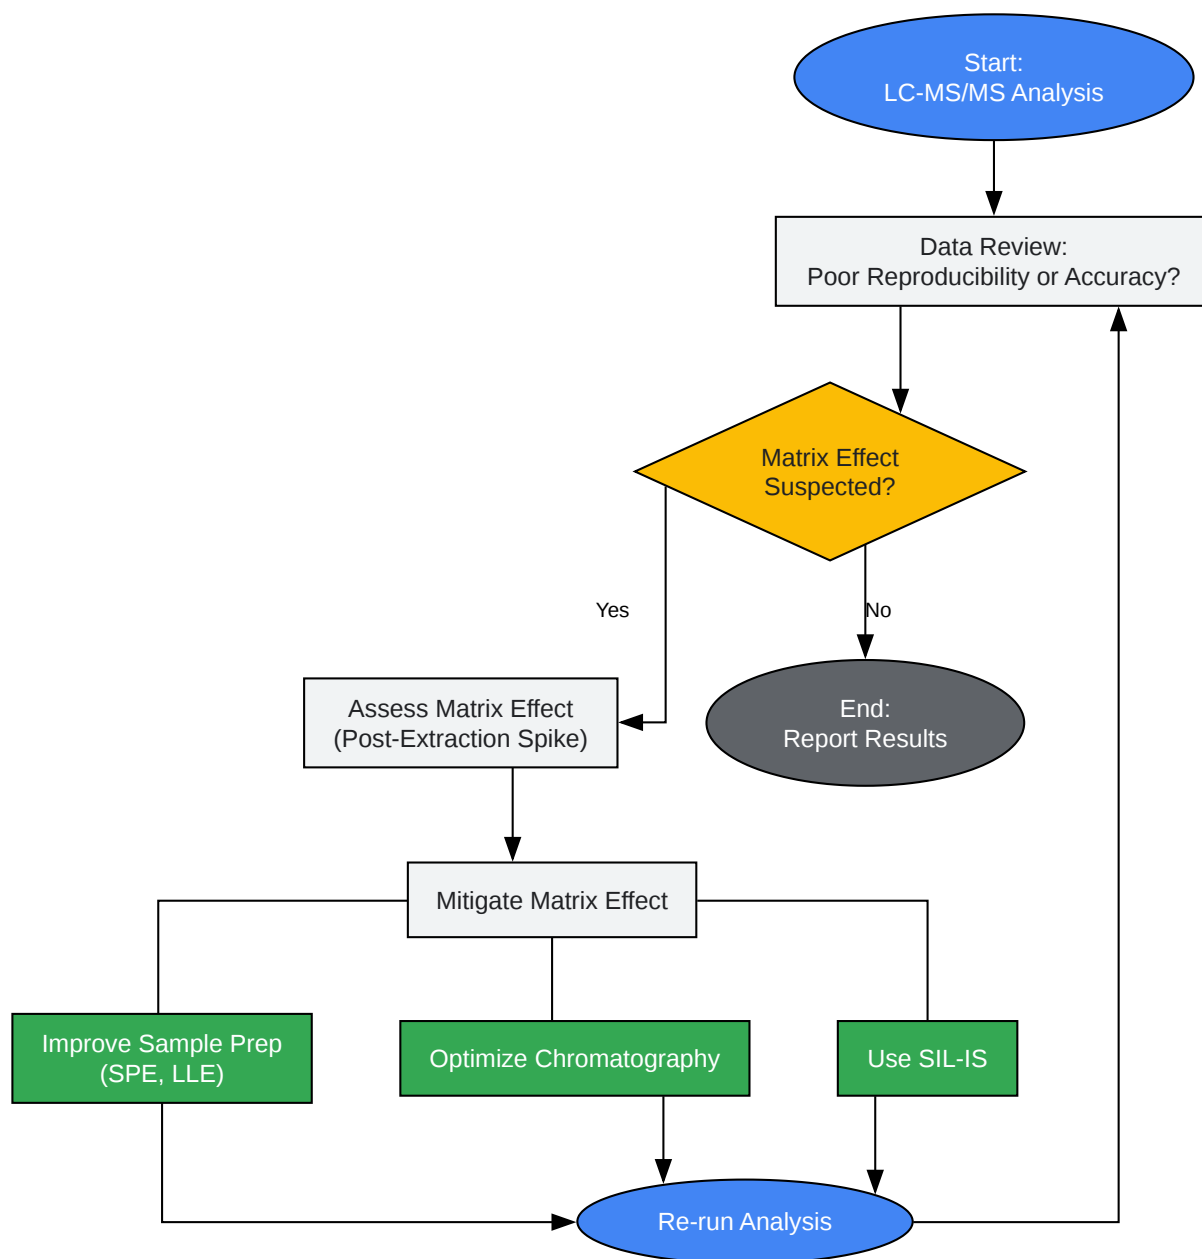 Start:
LC-MS/MS Analysis
Data Review:
Poor Reproducibility or Accuracy?
Matrix Effect
Suspected?
Yes
No
Assess Matrix Effect
(Post-Extraction Spike)
End:
Report Results
Mitigate Matrix Effect
Improve Sample Prep
(SPE, LLE)
Optimize Chromatography
Use SIL-IS
Re-run Analysis